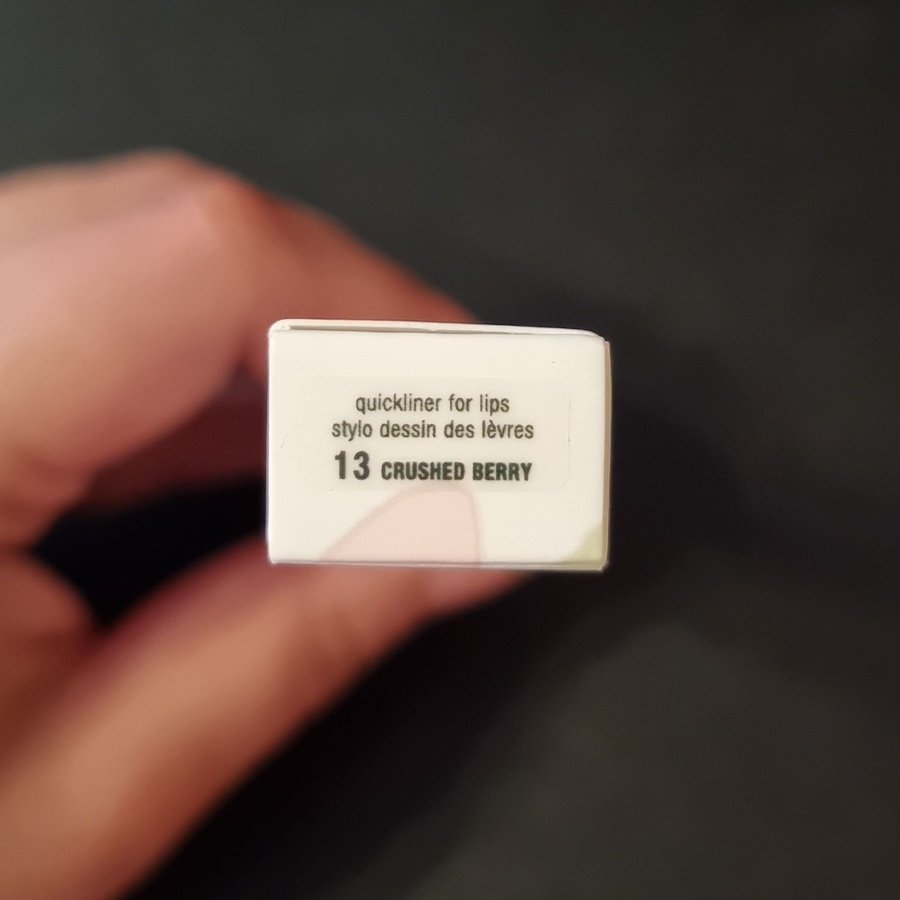 quickliner for lips
stylo dessin des lèvres
13 CRUSHED BERRY